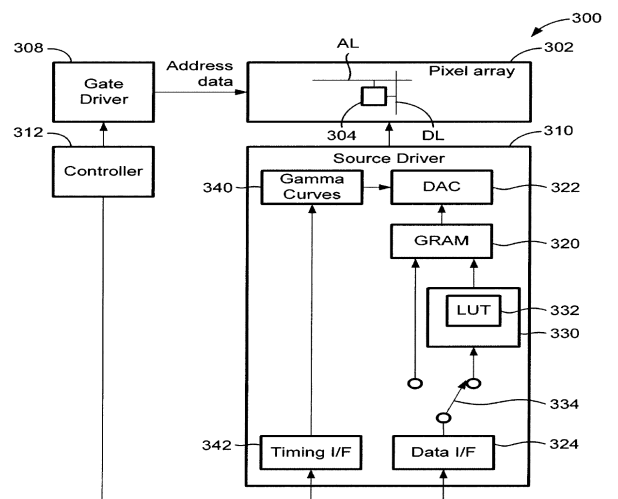 300
308
AL
302
Gate
Driver
Address
data
Pixel array
312
304
DL
310
Controller
Source Driver
340
Gamma
Curves
DAC
322
GRAM
320
LUT
332
330
334
342
Timing I/F
Data I/F
324